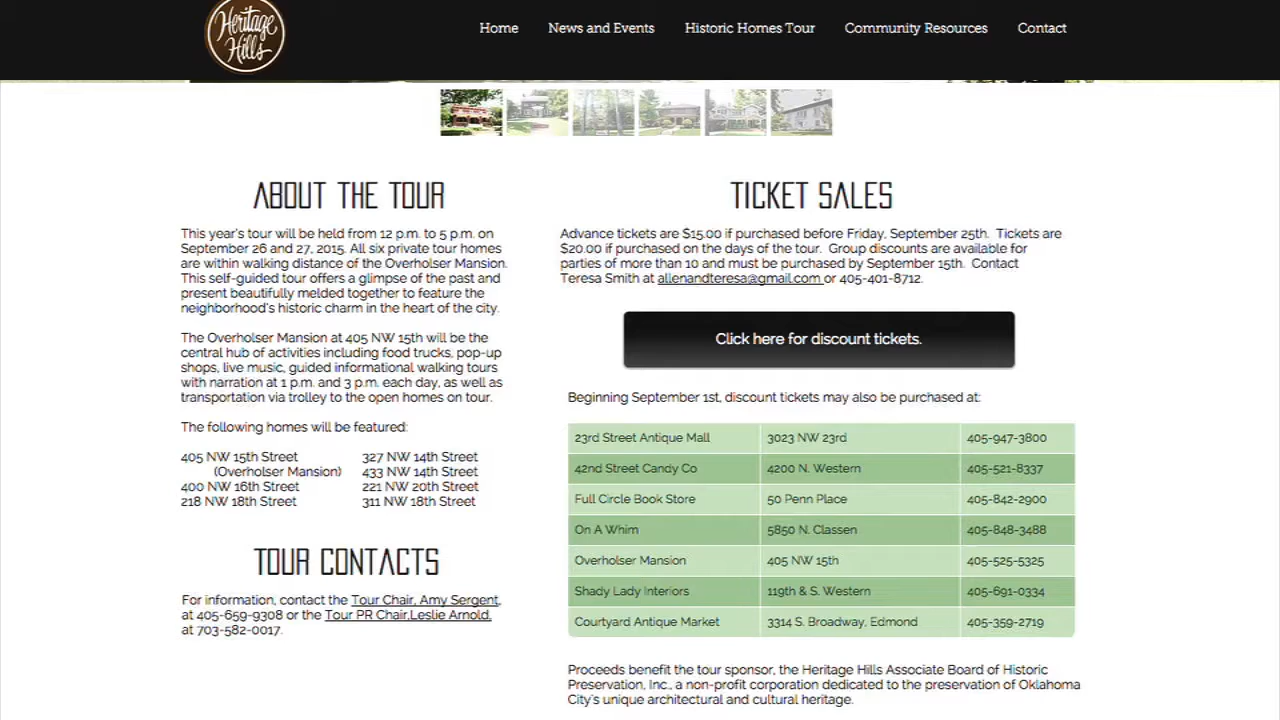 Heritage
Hills
Home
News and Events
Historic Homes Tour
Community Resources
Contact
ABOUT THE TOUR
This year's tour will be held from 12 p.m. to 5 p.m. on
September 26 and 27, 2015. All six private tour homes
are within walking distance of the Overholser Mansion.
This self-guided tour offers a glimpse of the past and
present beautifully melded together to feature the
neighborhood's historic charm in the heart of the city.
The Overholser Mansion at 405 NW 15th will be the
central hub of activities including food trucks, pop-up
shops, live music, guided informational walking tours
with narration at 1 p.m. and 3 p.m. each day, as well as
transportation via trolley to the open homes on tour.
The following homes will be featured:
405 NW 15th Street 327 NW 14th Street
(Overholser Mansion) 433 NW 14th Street
400 NW 16th Street 221 NW 20th Street
218 NW 18th Street 311 NW 18th Street
TOUR CONTACTS
For information, contact the Tour Chair, Amy Sergent,
at 405-659-9308 or the Tour PR Chair,Leslie Arnold,
at 703-582-0017.
TICKET SALES
Advance tickets are $15.00 if purchased before Friday, September 25th. Tickets are
$20.00 if purchased on the days of the tour. Group discounts are available for
parties of more than 10 and must be purchased by September 15th. Contact
Teresa Smith at allenandteresa@gmail.com or 405-401-8712.
Click here for discount tickets.
Beginning September 1st, discount tickets may also be purchased at:
23rd Street Antique Mall 3023 NW 23rd 405-947-3800
42nd Street Candy Co 4200 N. Western 405-521-8337
Full Circle Book Store 50 Penn Place 405-842-2900
On A Whim 5850 N. Classen 405-848-3488
Overholser Mansion 405 NW 15th 405-525-5325
Shady Lady Interiors 119th & S. Western 405-691-0334
Courtyard Antique Market 3314 S. Broadway, Edmond 405-359-2719
Proceeds benefit the tour sponsor, the Heritage Hills Associate Board of Historic
Preservation, Inc., a non-profit corporation dedicated to the preservation of Oklahoma
City's unique architectural and cultural heritage.